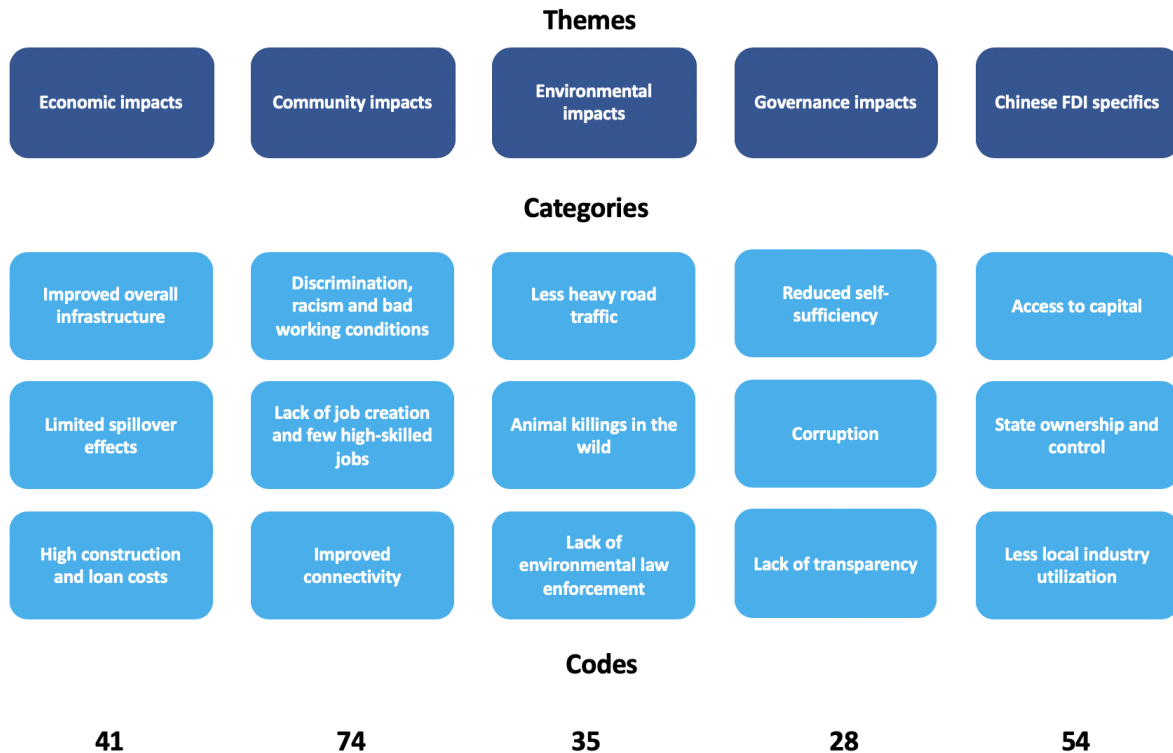 Themes
Economic impacts
Community impacts
Environmental
impacts
Governance impacts
Chinese FDI specifics
Categories
Improved overall
infrastructure
Discrimination,
racism and bad
working conditions
Less heavy road
traffic
Reduced self-
sufficiency
Access to capital
Limited spillover
effects
Lack of job creation
and few high-skilled
jobs
Animal killings in the
wild
Corruption
State ownership and
control
High construction
and loan costs
Improved
connectivity
Lack of
environmental law
enforcement
Lack of transparency
Less local industry
utilization
Codes
41
74
35
28
54